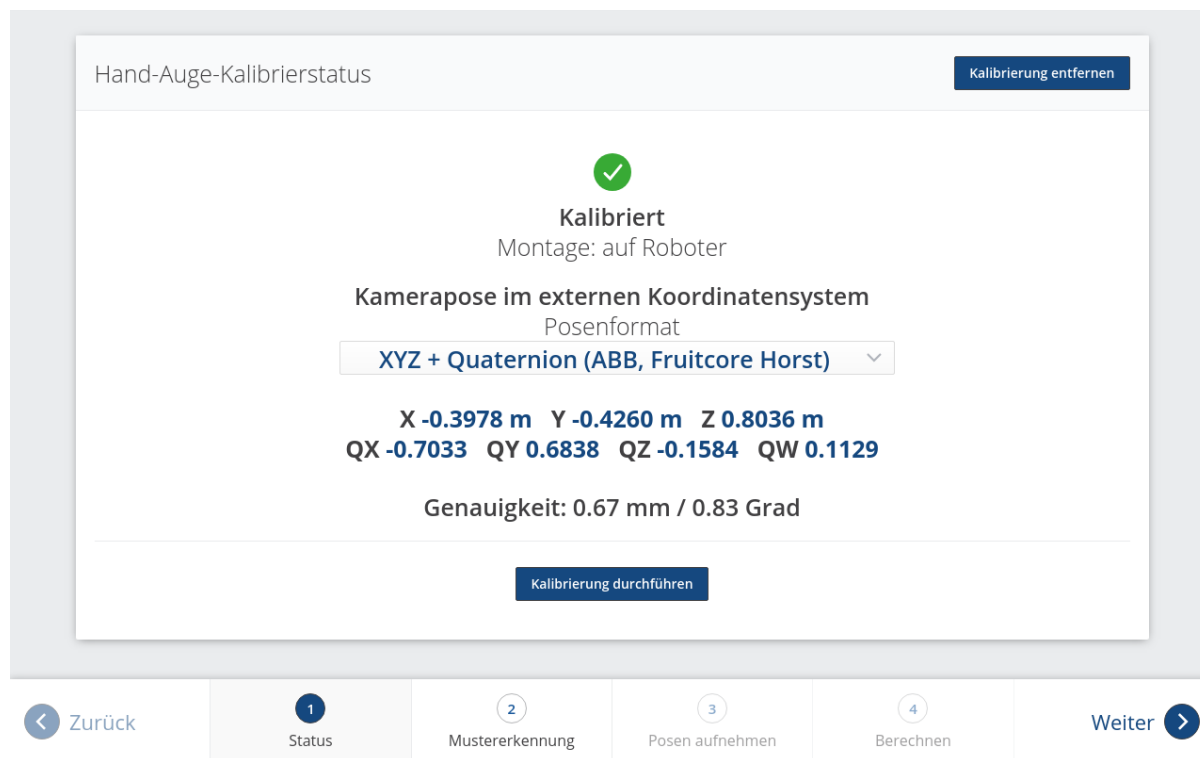 Hand-Auge-Kalibrierstatus
Kalibrierung entfernen
Kalibriert
Montage: auf Roboter
Kamerapose im externen Koordinatensystem
Posenformat
XYZ + Quaternion (ABB, Fruitcore Horst)
X -0.3978 m Y -0.4260 m Z 0.8036 m
QX -0.7033 QY 0.6838 QZ -0.1584 QW 0.1129
Genauigkeit: 0.67 mm / 0.83 Grad
Kalibrierung durchführen
Zurück
1
Status
2
Mustererkennung
3
Posen aufnehmen
4
Berechnen
Weiter